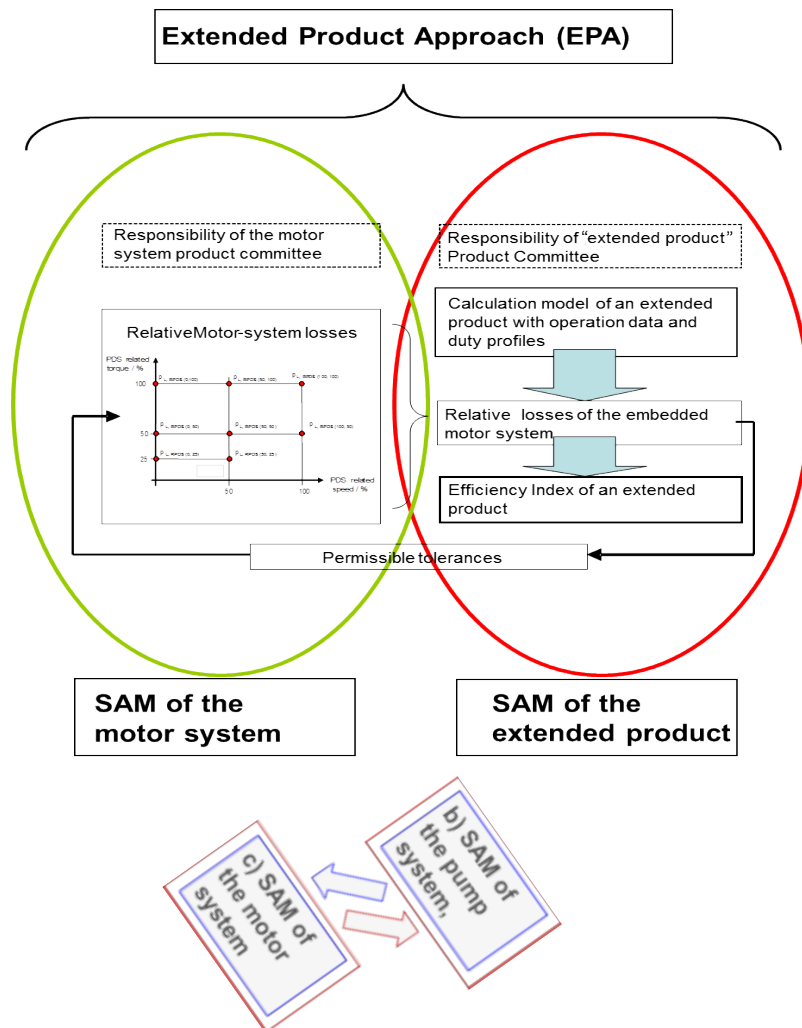 Extended Product Approach (EPA)
Responsibility of the motor
system product committee
Responsibility of “extended product”
Product Committee
Calculation model of an extended
product with operation data and
duty profiles
RelativeMotor-system losses
PDS related
torque / %
100
50
25
50
100
PDS related
speed / %
Relative losses of the embedded
motor system
Efficiency Index of an extended
product
Permissible tolerances
SAM of the
motor system
SAM of the
extended product
b) SAM of
the pump
system,
c) SAM of
the motor
system